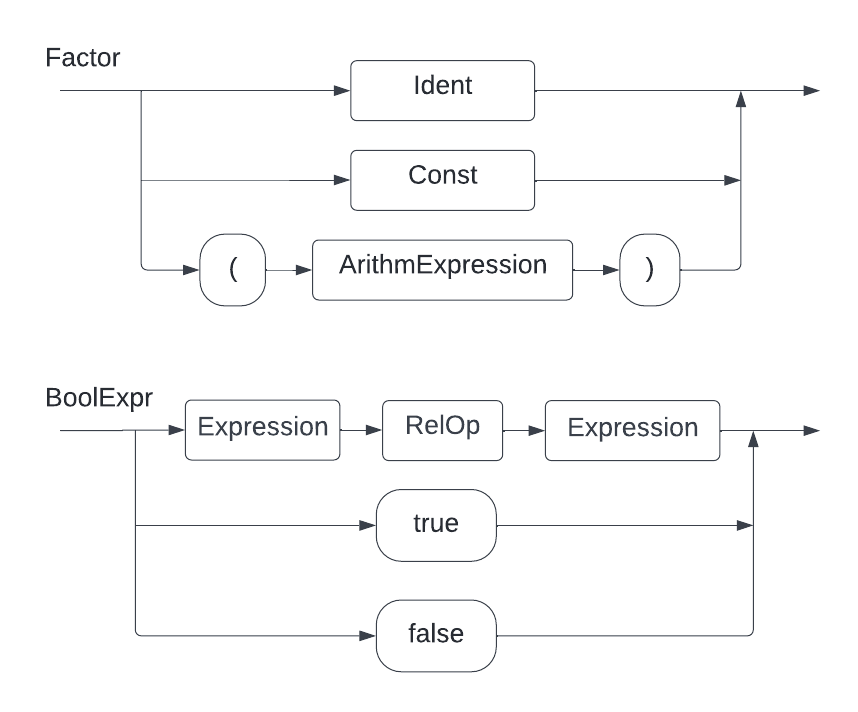 Factor
Ident
Const
( ArithmExpression )
BoolExpr
Expression RelOp Expression
true
false